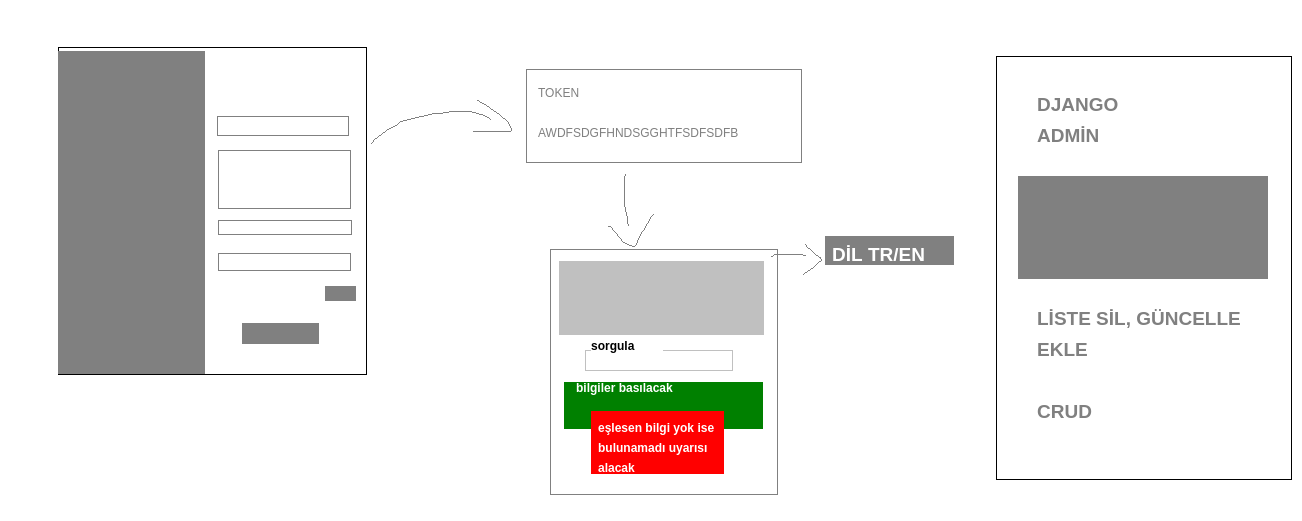 TOKEN
AWDFSDGFHNDSGGHTFSDFSDFB
sorgula
bilgiler basılacak
eşlesen bilgi yok ise
bulunamadı uyarısı
alacak
DİL TR/EN
DJANGO
ADMİN
LİSTE SİL, GÜNCELLE
EKLE
CRUD